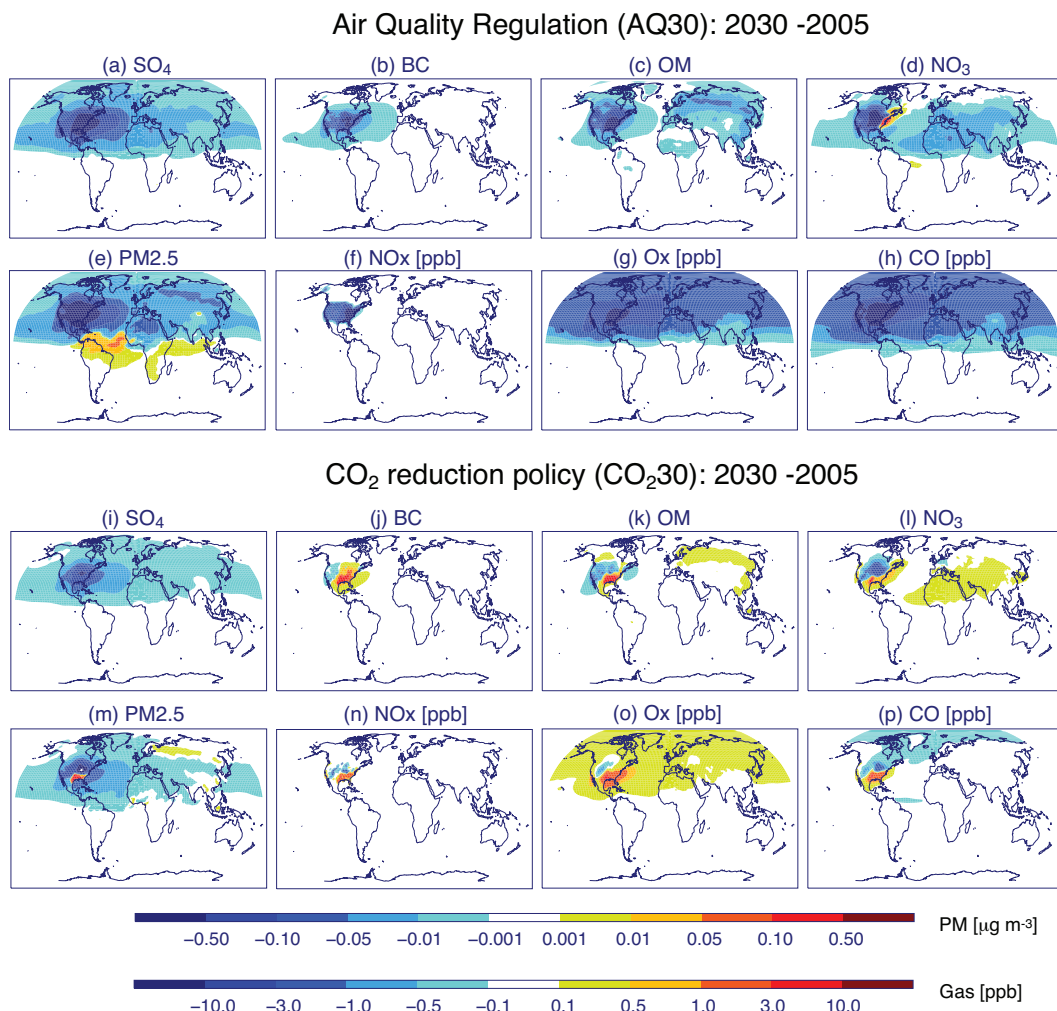 Air Quality Regulation (AQ30): 2030 -2005
(a) SO4 (b) BC (c) OM (d) NO3
(e) PM2.5 (f) NOx [ppb] (g) Ox [ppb] (h) CO [ppb]
CO2 reduction policy (CO230): 2030 -2005
(i) SO4 (j) BC (k) OM (l) NO3
(m) PM2.5 (n) NOx [ppb] (o) Ox [ppb] (p) CO [ppb]
PM [µg m-3]
−0.50 −0.10 −0.05 −0.01 −0.001 0.001 0.01 0.05 0.10 0.50
Gas [ppb]
−10.0 −3.0 −1.0 −0.5 −0.1 0.1 0.5 1.0 3.0 10.0